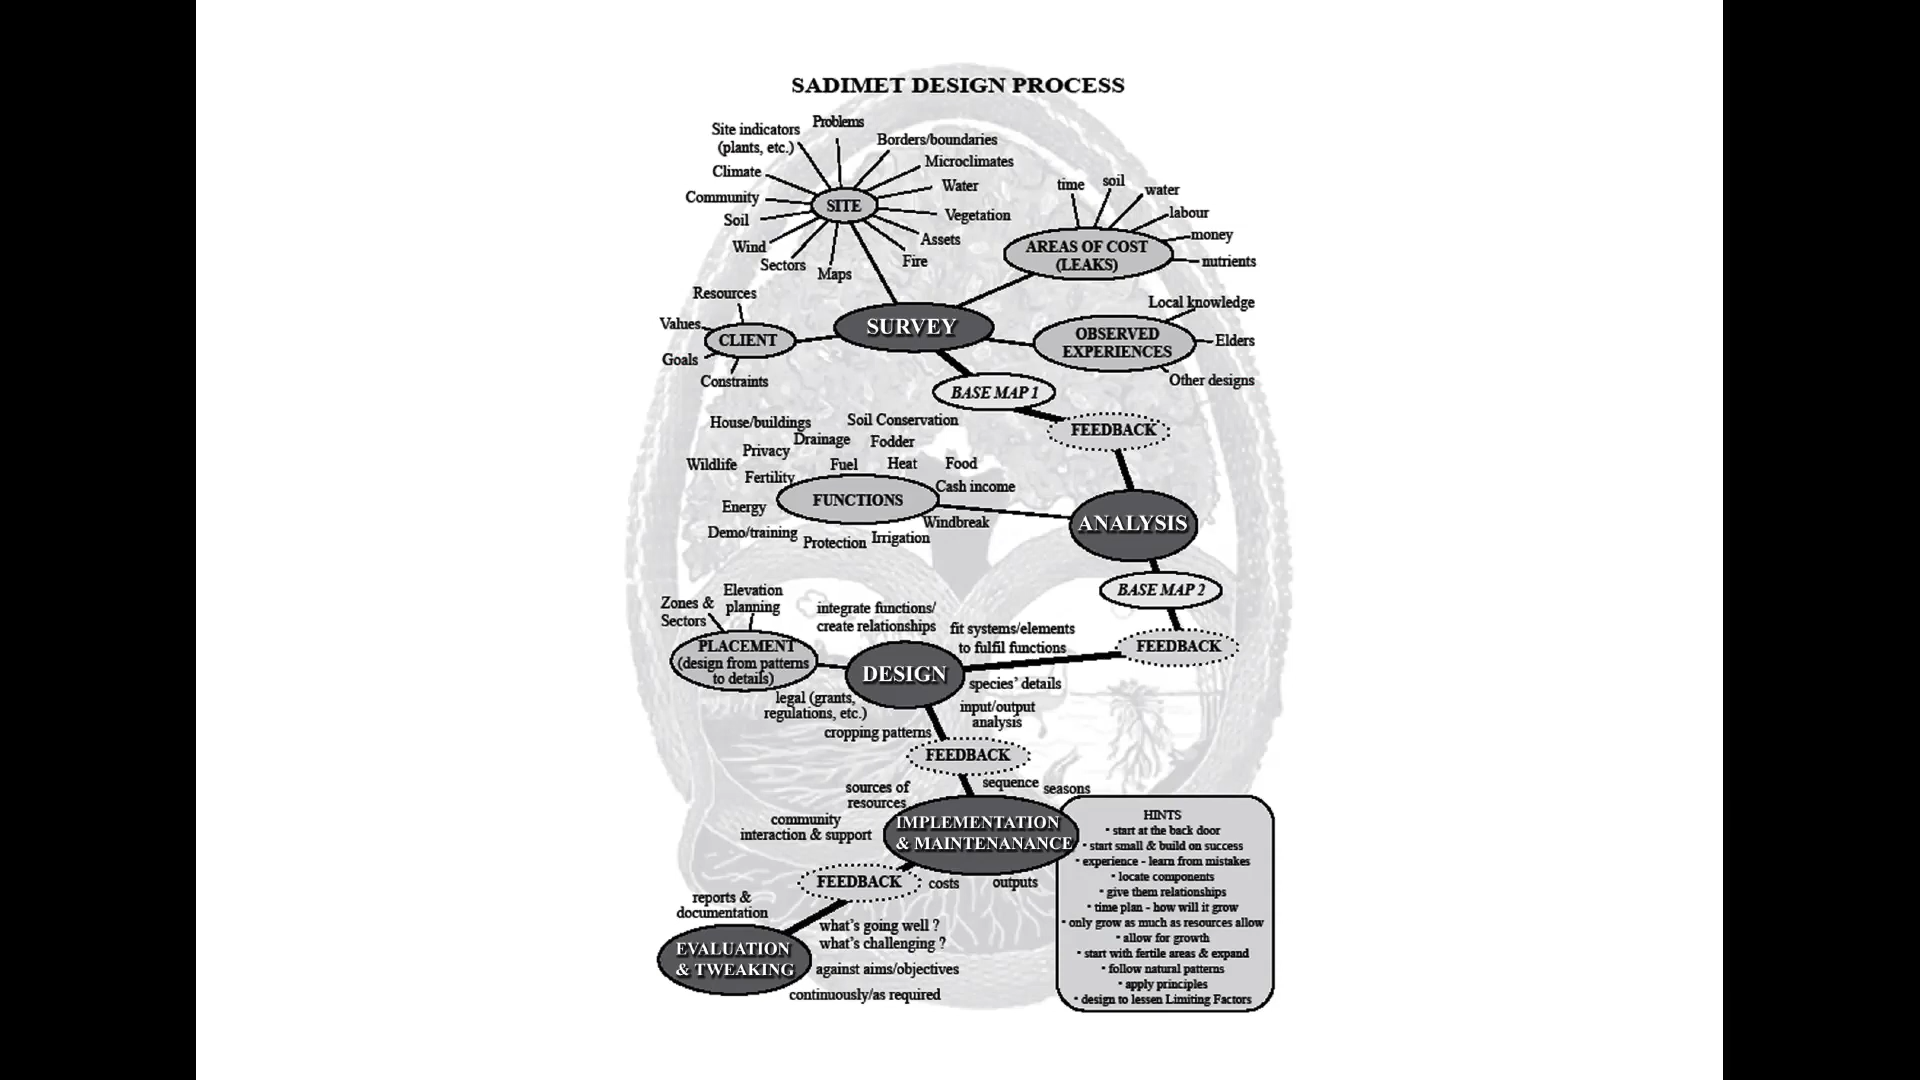 SADIMET DESIGN PROCESS
Problems
Site indicators
(plants, etc.)
Borders/boundaries
Climate
Microclimates
Community
Water
SITE
Soil
Vegetation
Wind
Assets
Sectors
Maps
Fire
time
soil
water
labour
money
nutrients
AREAS OF COST
(LEAKS)
Resources
Values
Goals
Constraints
CLIENT
SURVEY
Local knowledge
OBSERVED
EXPERIENCES
Elders
Other designs
BASE MAP 1
FEEDBACK
House/buildings
Soil Conservation
Drainage
Fodder
Privacy
Wildlife
Fuel
Heat
Food
Fertility
Cash income
FUNCTIONS
Energy
Windbreak
Demo/training
Protection
Irrigation
ANALYSIS
BASE MAP 2
FEEDBACK
Zones &
Sectors
Elevation
planning
integrate functions/
create relationships
fit systems/elements
to fulfil functions
PLACEMENT
(design from patterns
to details)
DESIGN
species’ details
legal (grants,
regulations, etc.)
input/output
analysis
cropping patterns
FEEDBACK
sources of
resources
sequence
seasons
community
interaction & support
IMPLEMENTATION
& MAINTENANANCE
FEEDBACK
costs
outputs
reports &
documentation
what’s going well ?
what’s challenging ?
EVALUATION
& TWEAKING
against aims/objectives
continuously/as required
HINTS
• start at the back door
• start small & build on success
• experience - learn from mistakes
• locate components
• give them relationships
• time plan - how will it grow
• only grow as much as resources allow
• allow for growth
• start with fertile areas & expand
• follow natural patterns
• apply principles
• design to lessen Limiting Factors